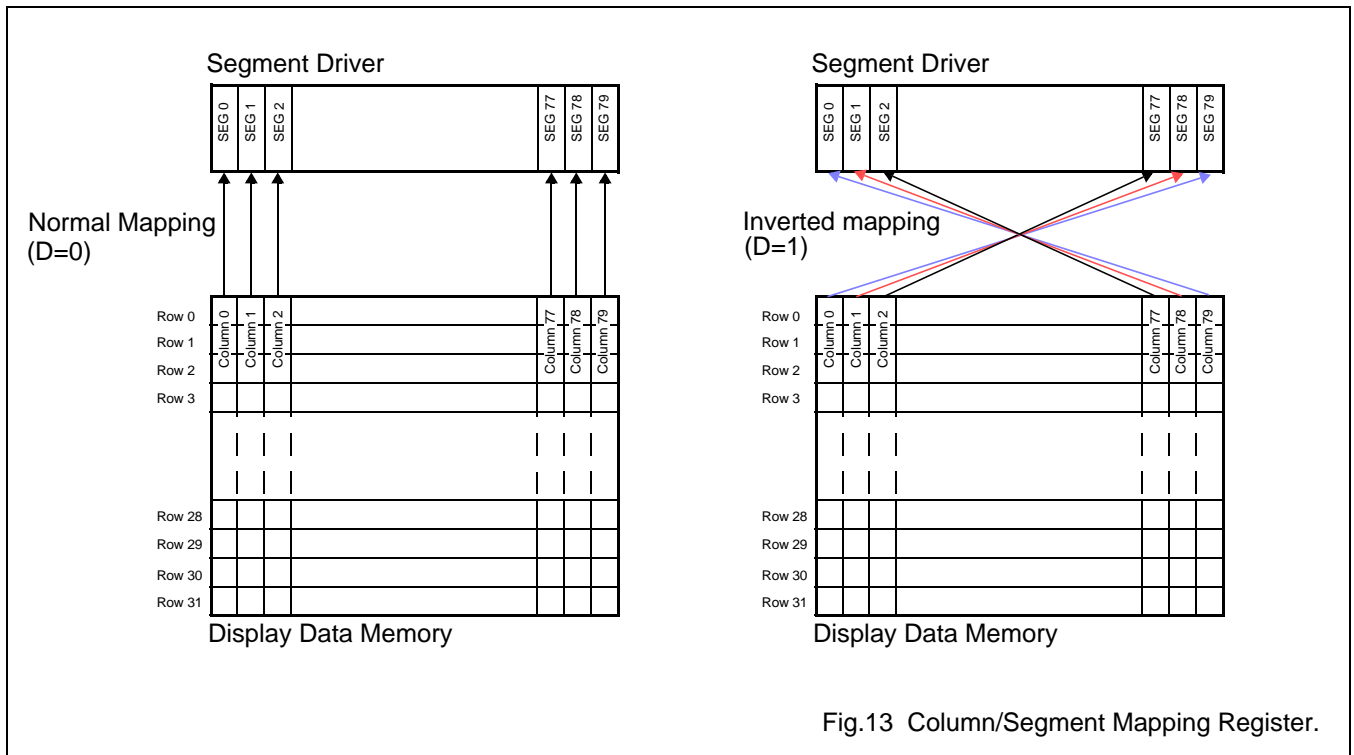 Segment Driver
SEG 0
SEG 1
SEG 2
SEG 77
SEG 78
SEG 79
Normal Mapping
(D=0)
Row 0
Row 1
Row 2
Row 3
Column 0
Column 1
Column 2
Column 77
Column 78
Column 79
Row 28
Row 29
Row 30
Row 31
Display Data Memory
Segment Driver
SEG 0
SEG 1
SEG 2
SEG 77
SEG 78
SEG 79
Inverted mapping
(D=1)
Row 0
Row 1
Row 2
Row 3
Column 0
Column 1
Column 2
Column 77
Column 78
Column 79
Row 28
Row 29
Row 30
Row 31
Display Data Memory
Fig.13 Column/Segment Mapping Register.